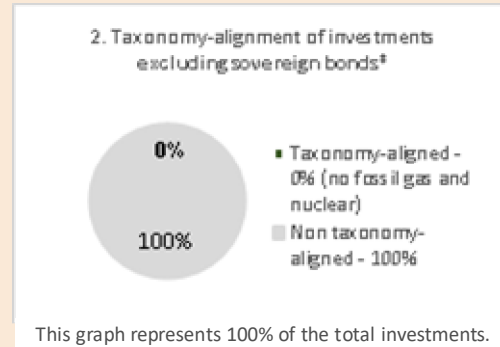 2. Taxonomy-alignment of investments
excluding sovereign bonds*
0%
100%
Taxonomy-aligned -
0% (no fossil gas and
nuclear)
Non taxonomy-
aligned - 100%
This graph represents 100% of the total investments.